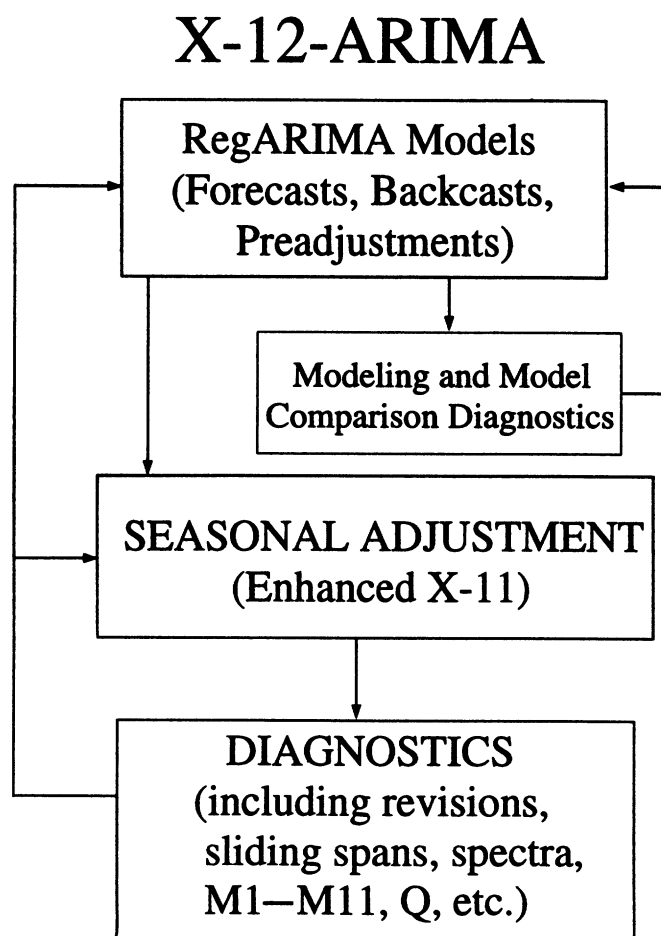 X-12-ARIMA
RegARIMA Models
(Forecasts, Backcasts,
Preadjustments)
Modeling and Model
Comparison Diagnostics
SEASONAL ADJUSTMENT
(Enhanced X-11)
DIAGNOSTICS
(including revisions,
sliding spans, spectra,
M1—M11, Q, etc.)